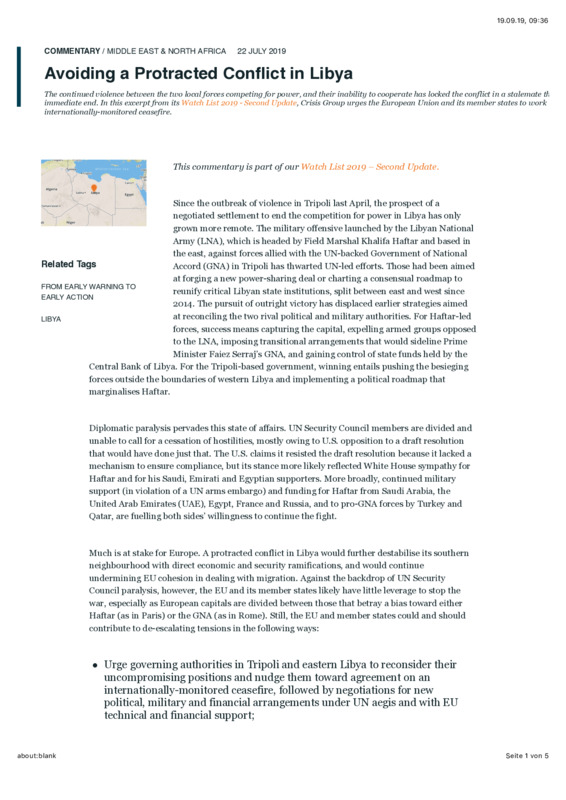 19.09.19, 09:36
COMMENTARY / MIDDLE EAST & NORTH AFRICA 22 JULY 2019
Avoiding a Protracted Conflict in Libya
The continued violence between the two local forces competing for power, and their inability to cooperate has locked the conflict in a stalemate th
immediate end. In this excerpt from its Watch List 2019 - Second Update, Crisis Group urges the European Union and its member states to work
internationally-monitored ceasefire.
This commentary is part of our Watch List 2019 – Second Update.
Algeria
Libya
Egypt
Niger
Related Tags
FROM EARLY WARNING TO
EARLY ACTION
LIBYA
Since the outbreak of violence in Tripoli last April, the prospect of a
negotiated settlement to end the competition for power in Libya has only
grown more remote. The military offensive launched by the Libyan National
Army (LNA), which is headed by Field Marshal Khalifa Haftar and based in
the east, against forces allied with the UN-backed Government of National
Accord (GNA) in Tripoli has thwarted UN-led efforts. Those had been aimed
at forging a new power-sharing deal or charting a consensual roadmap to
reunify critical Libyan state institutions, split between east and west since
2014. The pursuit of outright victory has displaced earlier strategies aimed
at reconciling the two rival political and military authorities. For Haftar-led
forces, success means capturing the capital, expelling armed groups opposed
to the LNA, imposing transitional arrangements that would sideline Prime
Minister Faiez Serraj's GNA, and gaining control of state funds held by the
Central Bank of Libya. For the Tripoli-based government, winning entails pushing the besieging
forces outside the boundaries of western Libya and implementing a political roadmap that
marginalises Haftar.
Diplomatic paralysis pervades this state of affairs. UN Security Council members are divided and
unable to call for a cessation of hostilities, mostly owing to U.S. opposition to a draft resolution
that would have done just that. The U.S. claims it resisted the draft resolution because it lacked a
mechanism to ensure compliance, but its stance more likely reflected White House sympathy for
Haftar and for his Saudi, Emirati and Egyptian supporters. More broadly, continued military
support (in violation of a UN arms embargo) and funding for Haftar from Saudi Arabia, the
United Arab Emirates (UAE), Egypt, France and Russia, and to pro-GNA forces by Turkey and
Qatar, are fuelling both sides' willingness to continue the fight.
Much is at stake for Europe. A protracted conflict in Libya would further destabilise its southern
neighbourhood with direct economic and security ramifications, and would continue
undermining EU cohesion in dealing with migration. Against the backdrop of UN Security
Council paralysis, however, the EU and its member states likely have little leverage to stop the
war, especially as European capitals are divided between those that betray a bias toward either
Haftar (as in Paris) or the GNA (as in Rome). Still, the EU and member states could and should
contribute to de-escalating tensions in the following ways:
● Urge governing authorities in Tripoli and eastern Libya to reconsider their
uncompromising positions and nudge them toward agreement on an
internationally-monitored ceasefire, followed by negotiations for new
political, military and financial arrangements under UN aegis and with EU
technical and financial support;
about:blank
Seite 1 von 5